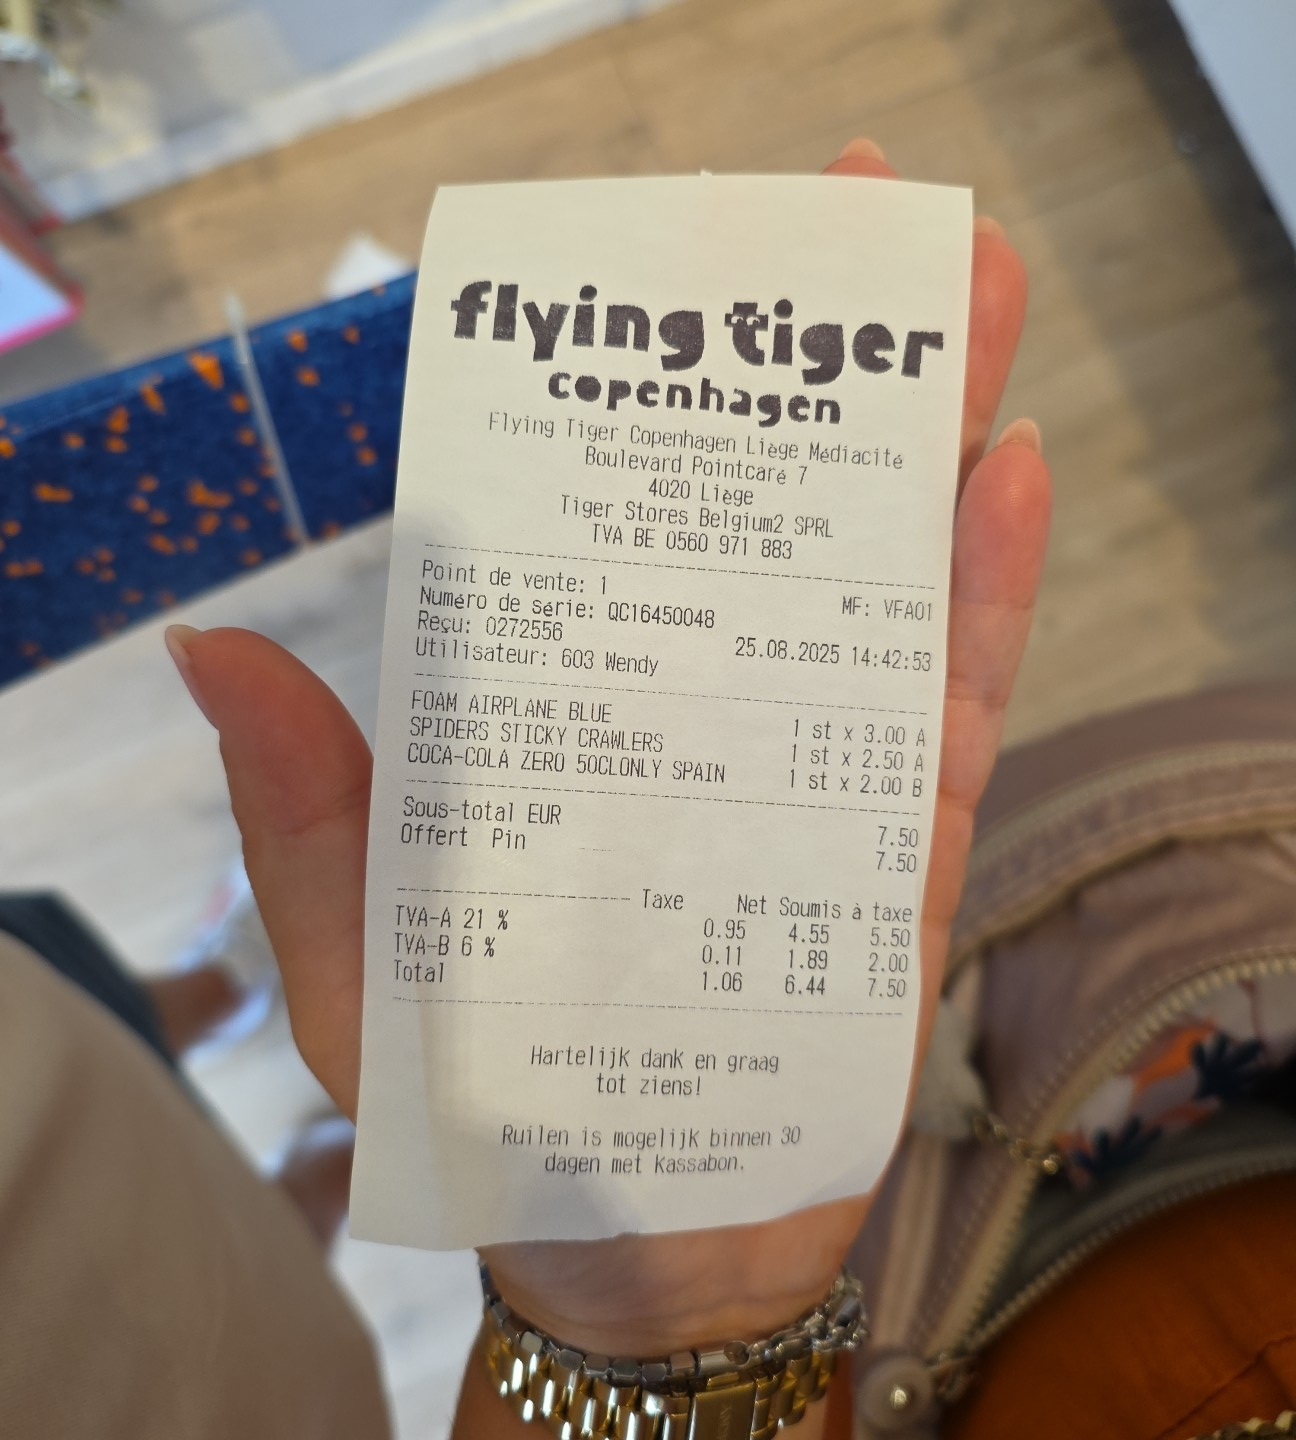 flying tiger
copenhagen
Flying Tiger Copenhagen Liège Médiacité
Boulevard Pointcaré 7
4020 Liège
Tiger Stores Belgium2 SPRL
TVA BE 0560 971 883
Point de vente: 1
MF: VFA01
Numéro de série: QC16450048
Reçu: 0272556 25.08.2025 14:42:53
Utilisateur: 603 Wendy
FOAM AIRPLANE BLUE 1 st x 3.00 A
SPIDERS STICKY CRAWLERS 1 st x 2.50 A
COCA-COLA ZERO 50CLONLY SPAIN 1 st x 2.00 B
Sous-total EUR 7.50
Offert Pin 7.50
Taxe Net Soumis à taxe
TVA-A 21 % 0.95 4.55 5.50
TVA-B 6 % 0.11 1.89 2.00
Total 1.06 6.44 7.50
Hartelijk dank en graag
tot ziens!
Ruilen is mogelijk binnen 30
dagen met kassabon.